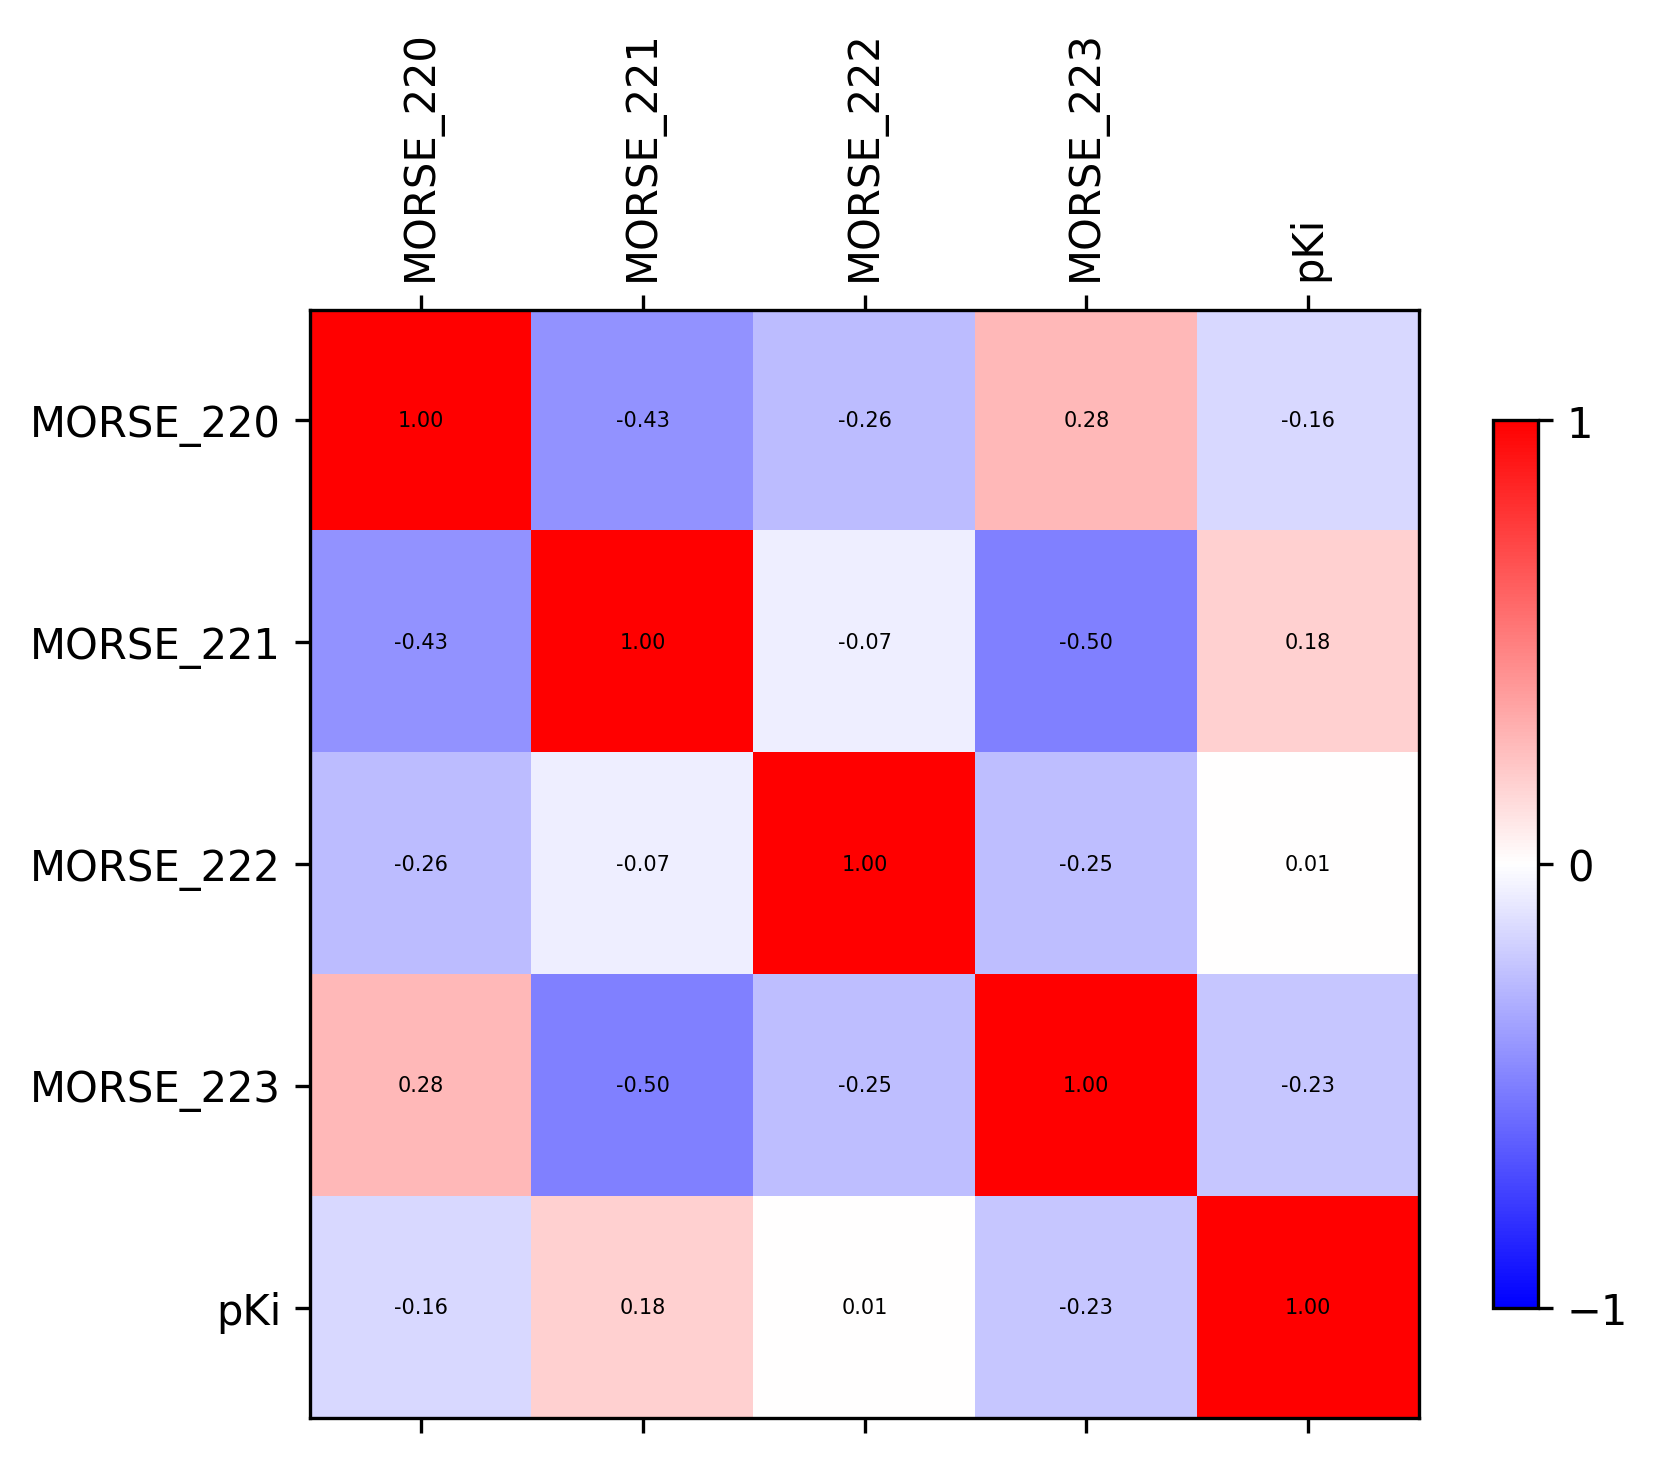 MORSE_220 MORSE_221 MORSE_222 MORSE_223 pKi
MORSE_220 1.00 -0.43 -0.26 0.28 -0.16
MORSE_221 -0.43 1.00 -0.07 -0.50 0.18
MORSE_222 -0.26 -0.07 1.00 -0.25 0.01
MORSE_223 0.28 -0.50 -0.25 1.00 -0.23
pKi -0.16 0.18 0.01 -0.23 1.00
1
0
−1